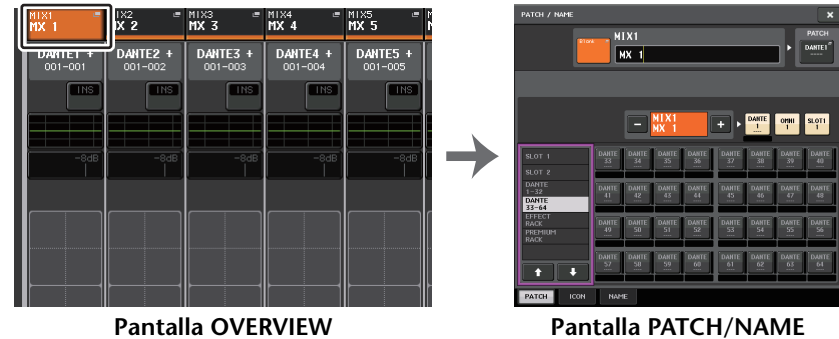 MIX1 MIX2 MIX3 MIX4 MIX5
MX 1 MX 2 MX 3 MX 4 MX 5
DANTE1 + DANTE2 + DANTE3 + DANTE4 + DANTE5 +
001-001 001-002 001-003 001-004 001-005
INS INS INS INS INS
-8dB -8dB -8dB -8dB
Pantalla OVERVIEW
PATCH / NAME
Blank
MIX1
MX 1
PATCH
DANTE1
MIX1
MX 1
DANTE 1
OMNI 1
SLOT1 1
SLOT 1
SLOT 2
DANTE 1-32
DANTE 33-64
EFFECT RACK
PREMIUM RACK
DANTE 33 DANTE 34 DANTE 35 DANTE 36 DANTE 37 DANTE 38 DANTE 39 DANTE 40
DANTE 41 DANTE 42 DANTE 43 DANTE 44 DANTE 45 DANTE 46 DANTE 47 DANTE 48
DANTE 49 DANTE 50 DANTE 51 DANTE 52 DANTE 53 DANTE 54 DANTE 55 DANTE 56
DANTE 57 DANTE 58 DANTE 59 DANTE 60 DANTE 61 DANTE 62 DANTE 63 DANTE 64
PATCH ICON NAME
Pantalla PATCH/NAME